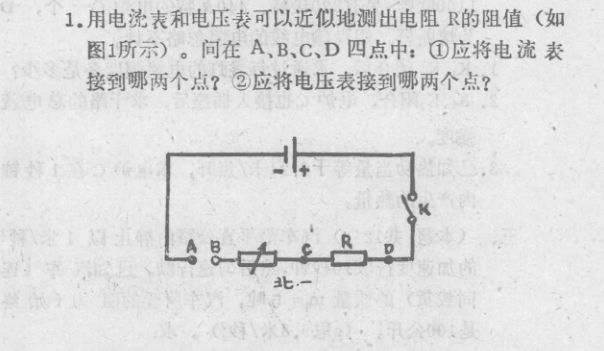 1. 用电流表和电压表可以近似地测出电阻 R的阻值（如
图1所示）。问在 A、B、C、D 四点中：①应将电流表
接到哪两个点？②应将电压表接到哪两个点？
- +
K
A B C R D